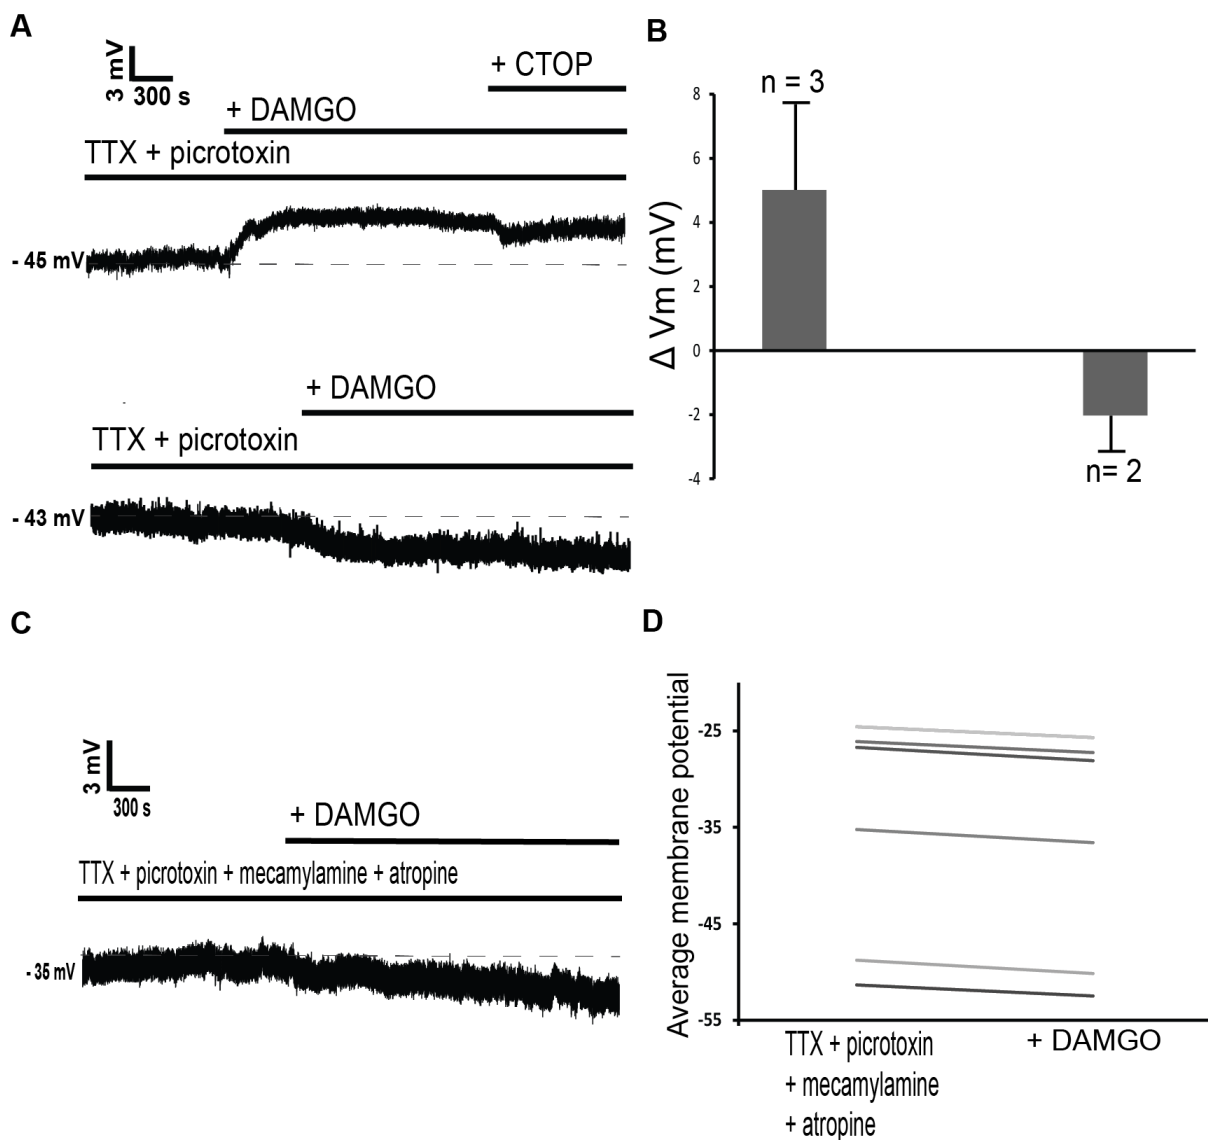 A
3 mV
300 s
+ CTOP
+ DAMGO
TTX + picrotoxin
- 45 mV
+ DAMGO
TTX + picrotoxin
- 43 mV
B
n = 3
8
6
4
2
0
-2
-4
Δ Vm (mV)
n= 2
C
3 mV
300 s
+ DAMGO
TTX + picrotoxin + mecamylamine + atropine
- 35 mV
D
Average membrane potential
-25
-35
-45
-55
TTX + picrotoxin
+ mecamylamine
+ atropine
+ DAMGO